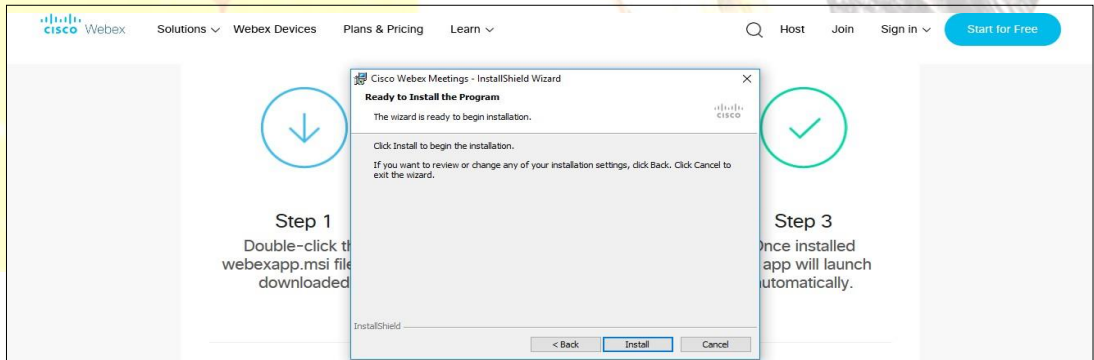 cisco Webex Solutions Webex Devices Plans & Pricing Learn Host Join Sign in Start for Free
Cisco Webex Meetings - InstallShield Wizard
Ready to Install the Program
The wizard is ready to begin installation.
cisco
Click Install to begin the installation.
If you want to review or change any of your installation settings, click Back. Click Cancel to
exit the wizard.
InstallShield
< Back Install Cancel
Step 1
Double-click
webexapp.msi file
downloaded
Step 3
Once installed
app will launch
automatically.